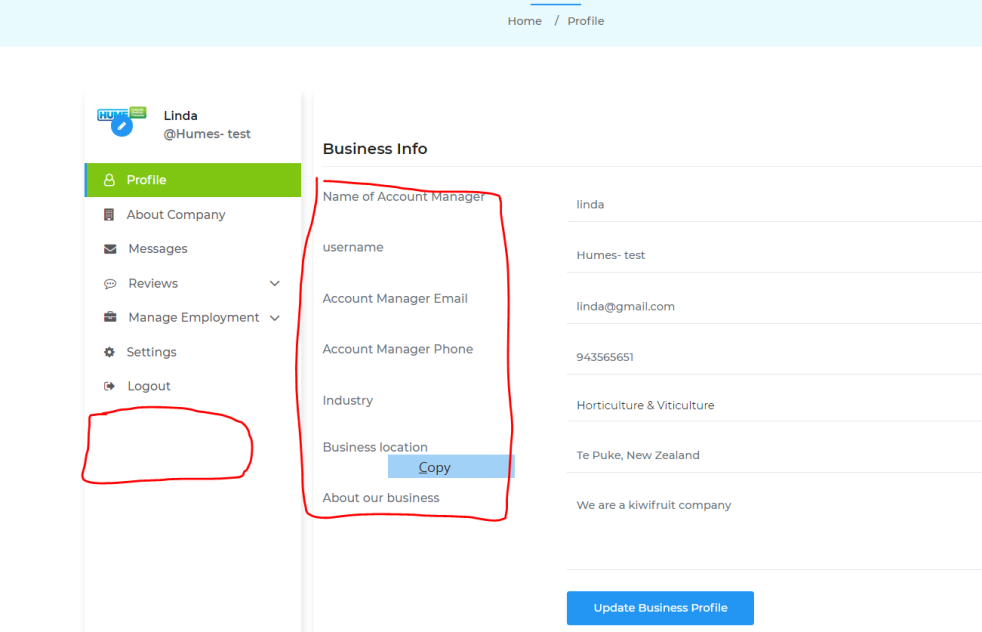 Home / Profile
HUMES
Linda
@Humes- test
Profile
About Company
Messages
Reviews
Manage Employment
Settings
Logout
Business Info
Name of Account Manager
linda
username
Humes- test
Account Manager Email
linda@gmail.com
Account Manager Phone
943565651
Industry
Horticulture & Viticulture
Business location
Te Puke, New Zealand
Copy
About our business
We are a kiwifruit company
Update Business Profile